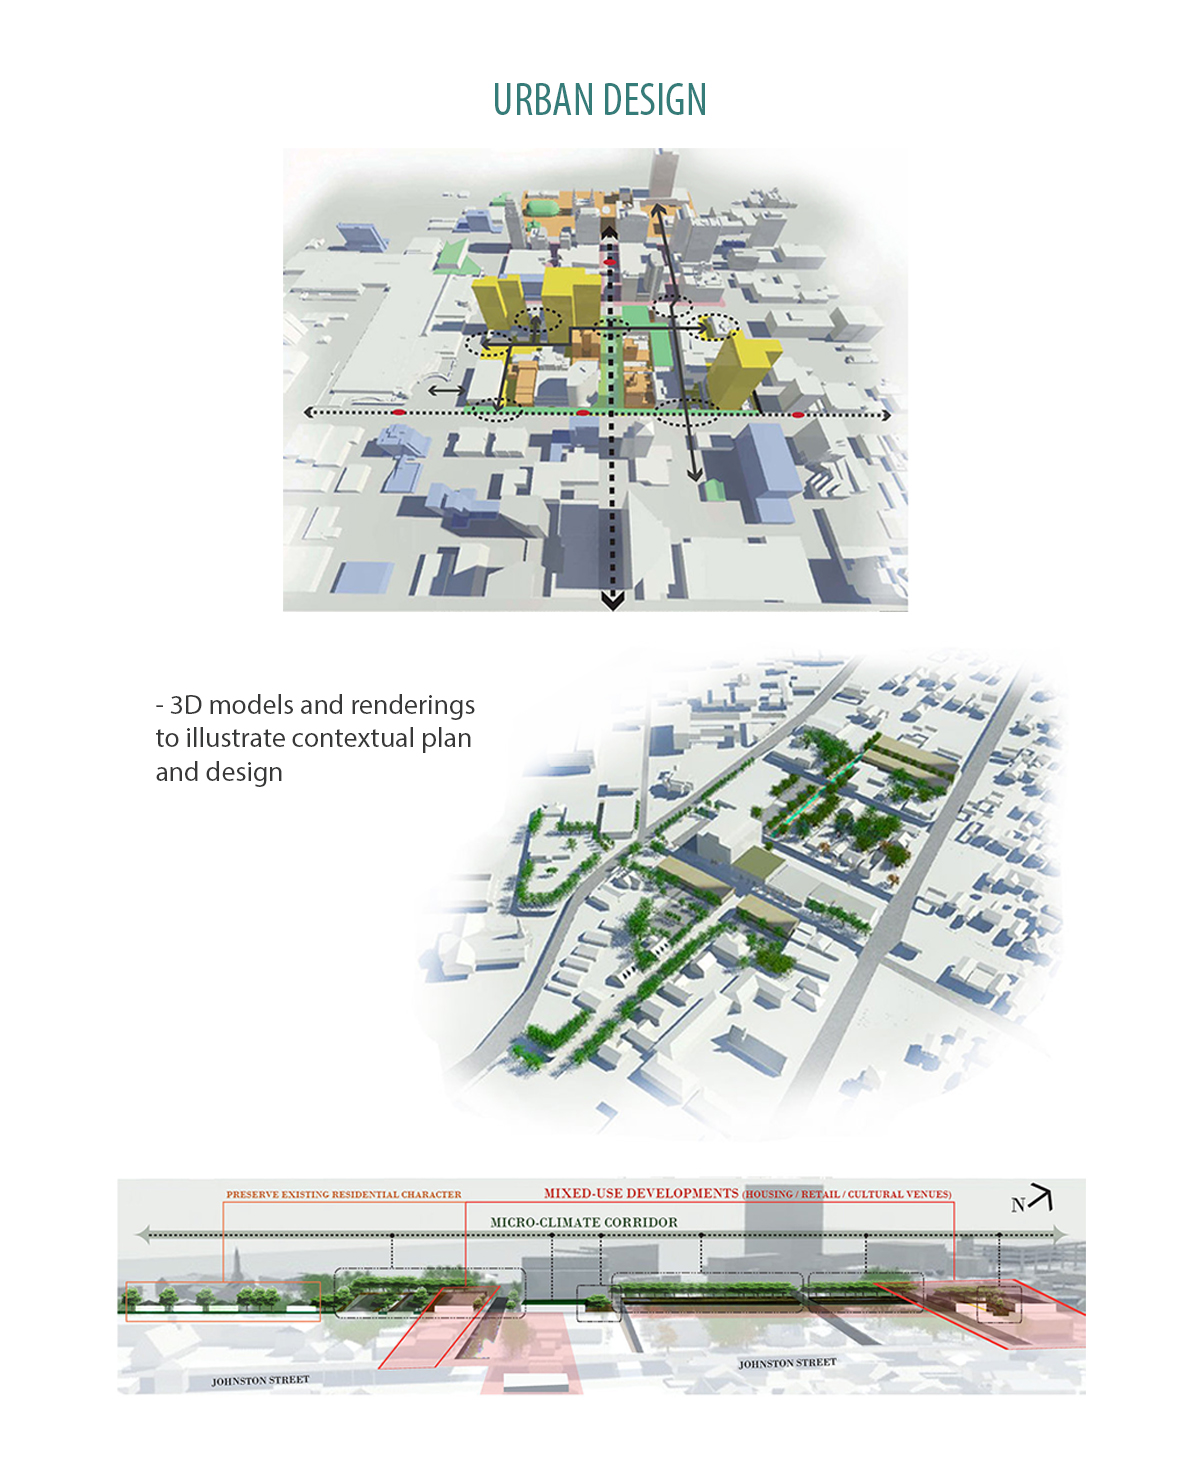 URBAN DESIGN
- 3D models and renderings
to illustrate contextual plan
and design
PRESERVE EXISTING RESIDENTIAL CHARACTER
MIXED-USE DEVELOPMENTS (HOUSING / RETAIL / CULTURAL VENUES)
N
MICRO-CLIMATE CORRIDOR
JOHNSTON STREET
JOHNSTON STREET